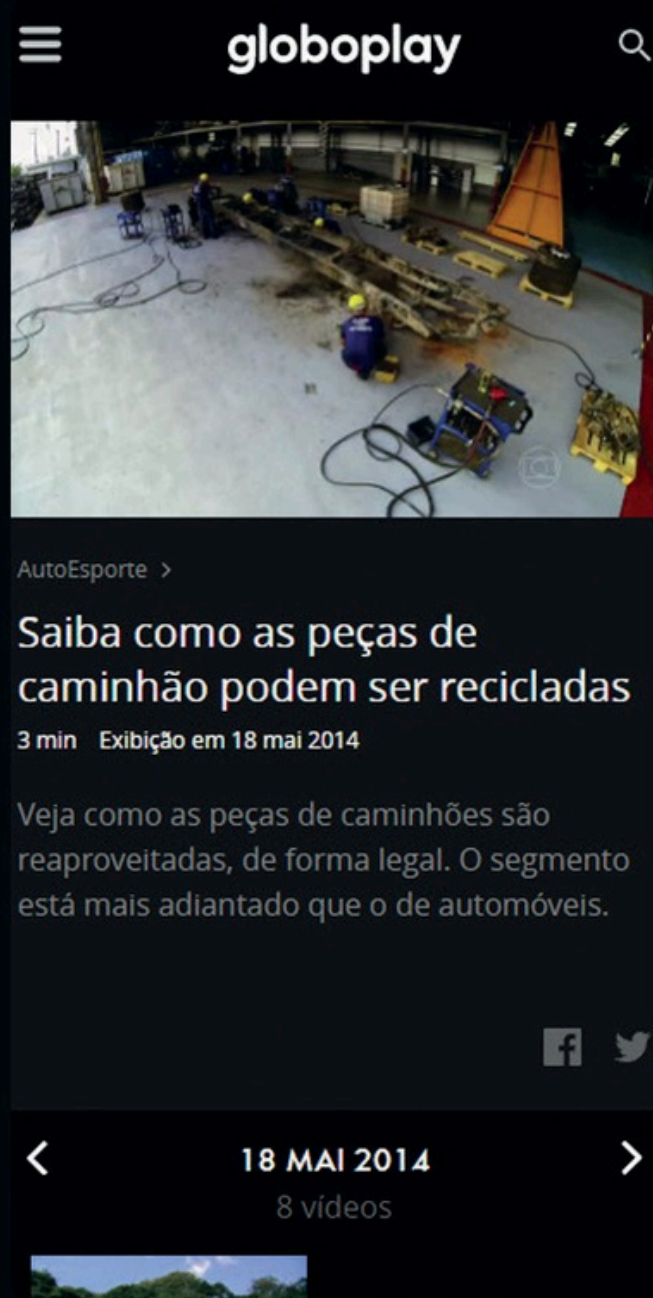 globoplay
AutoEsporte >
Saiba como as peças de
caminhão podem ser recicladas
3 min Exibição em 18 mai 2014
Veja como as peças de caminhões são
reaproveitadas, de forma legal. O segmento
está mais adiantado que o de automóveis.
18 MAI 2014
8 vídeos